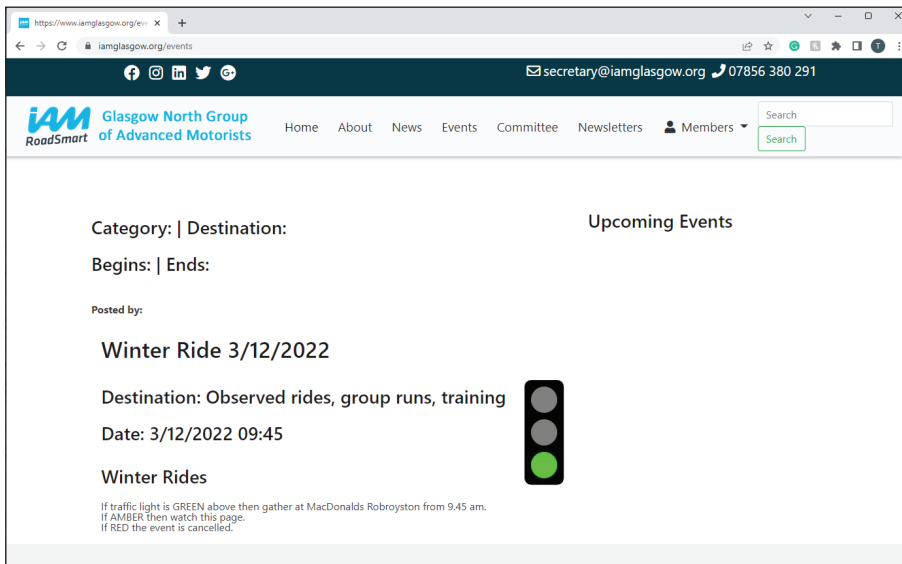 https://www.iamglasgow.org/eve
iamglasgow.org/events
T
secretary@iamglasgow.org 07856 380 291
iAM
RoadSmart
Glasgow North Group
of Advanced Motorists
Home About News Events Committee Newsletters Members
Search
Search
Category: | Destination:
Upcoming Events
Begins: | Ends:
Posted by:
Winter Ride 3/12/2022
Destination: Observed rides, group runs, training
Date: 3/12/2022 09:45
Winter Rides
If traffic light is GREEN above then gather at MacDonalds Robroyston from 9.45 am.
If AMBER then watch this page.
If RED the event is cancelled.